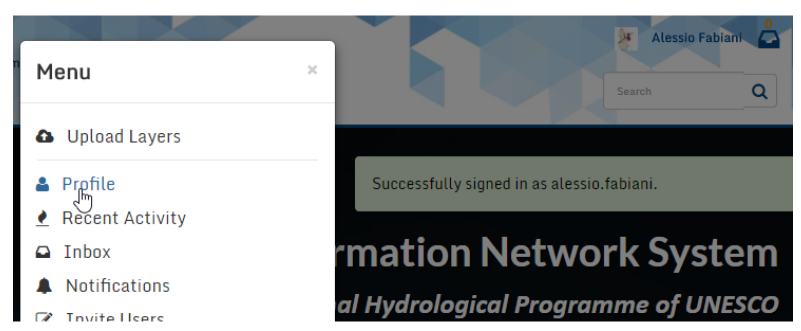 Alessio Fabiani
0
Menu ×
Search
Upload Layers
Profile
Successfully signed in as alessio.fabiani.
Recent Activity
Inbox
rmation Network System
Notifications
al Hydrological Programme of UNESCO
Invite Users